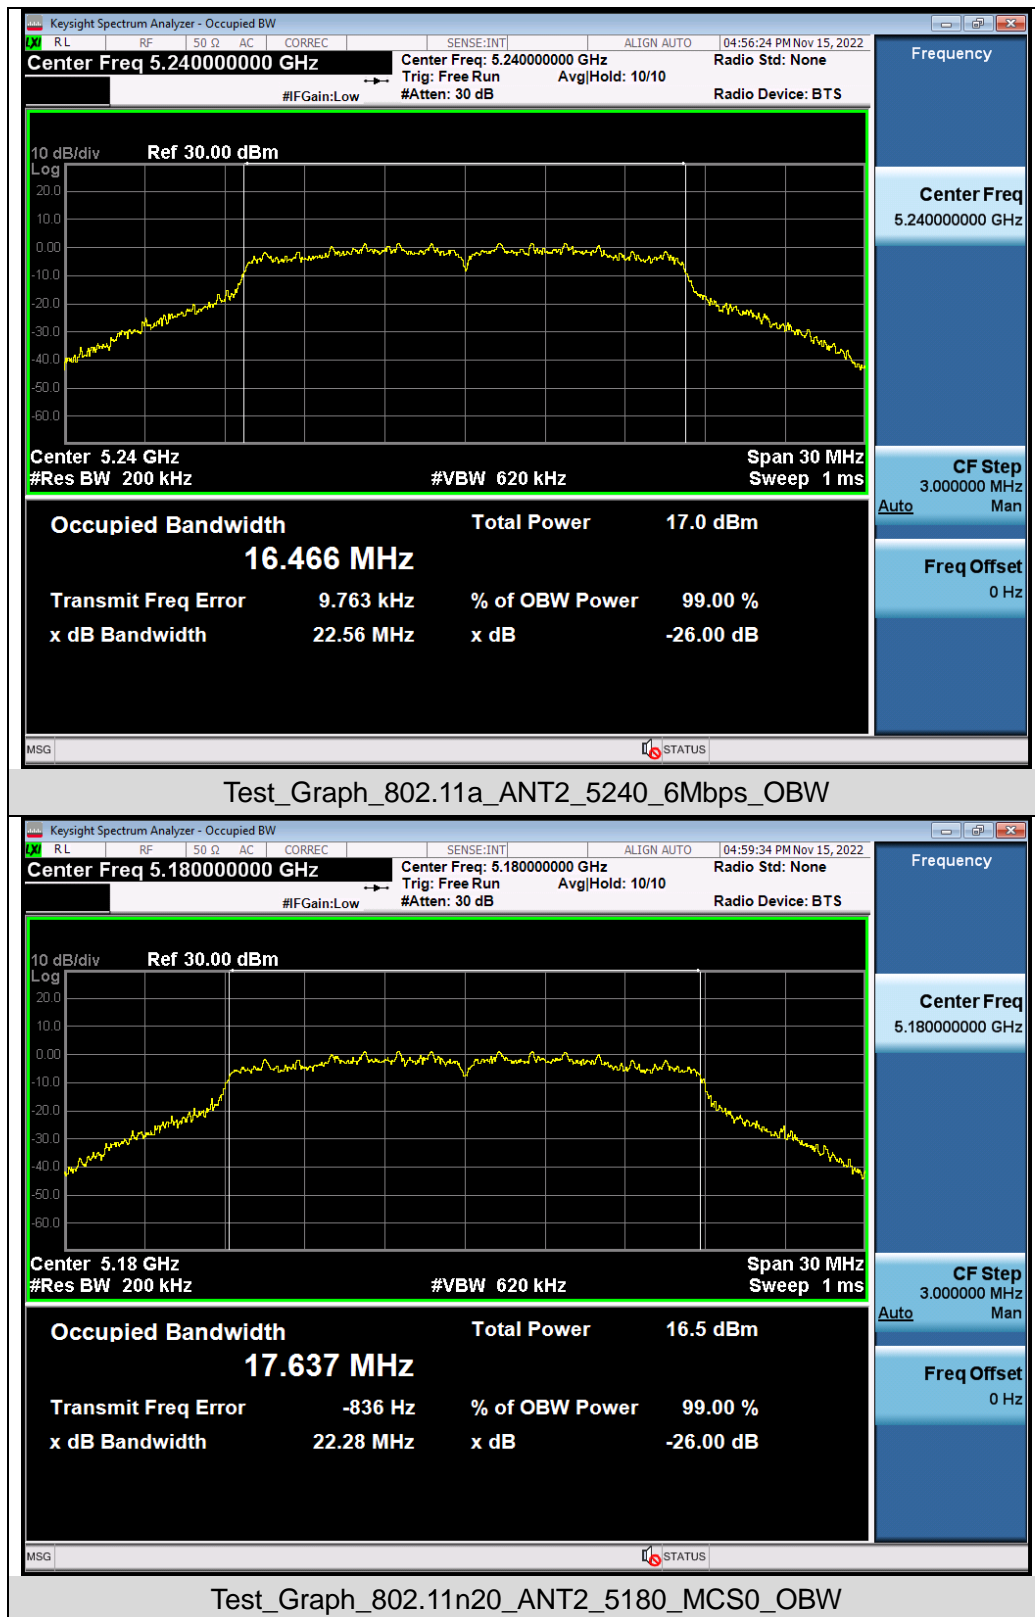 Keysight Spectrum Analyzer - Occupied BW
LXI RL RF 50 Ω AC CORREC SENSE:INT ALIGN AUTO 04:56:24 PM Nov 15, 2022
Center Freq 5.240000000 GHz
Center Freq: 5.240000000 GHz Radio Std: None
Trig: Free Run Avg|Hold: 10/10
#IFGain:Low #Atten: 30 dB Radio Device: BTS
Frequency
10 dB/div Ref 30.00 dBm
Log
20.0
10.0
0.00
-10.0
-20.0
-30.0
-40.0
-50.0
-60.0
Center 5.24 GHz Span 30 MHz
#Res BW 200 kHz #VBW 620 kHz Sweep 1 ms
Center Freq
5.240000000 GHz
CF Step
3.000000 MHz
Auto Man
Freq Offset
0 Hz
Occupied Bandwidth Total Power 17.0 dBm
16.466 MHz
Transmit Freq Error 9.763 kHz % of OBW Power 99.00 %
x dB Bandwidth 22.56 MHz x dB -26.00 dB
MSG STATUS
Test_Graph_802.11a_ANT2_5240_6Mbps_OBW
Keysight Spectrum Analyzer - Occupied BW
LXI RL RF 50 Ω AC CORREC SENSE:INT ALIGN AUTO 04:59:34 PM Nov 15, 2022
Center Freq 5.180000000 GHz
Center Freq: 5.180000000 GHz Radio Std: None
Trig: Free Run Avg|Hold: 10/10
#IFGain:Low #Atten: 30 dB Radio Device: BTS
Frequency
10 dB/div Ref 30.00 dBm
Log
20.0
10.0
0.00
-10.0
-20.0
-30.0
-40.0
-50.0
-60.0
Center 5.18 GHz Span 30 MHz
#Res BW 200 kHz #VBW 620 kHz Sweep 1 ms
Center Freq
5.180000000 GHz
CF Step
3.000000 MHz
Auto Man
Freq Offset
0 Hz
Occupied Bandwidth Total Power 16.5 dBm
17.637 MHz
Transmit Freq Error -836 Hz % of OBW Power 99.00 %
x dB Bandwidth 22.28 MHz x dB -26.00 dB
MSG STATUS
Test_Graph_802.11n20_ANT2_5180_MCS0_OBW